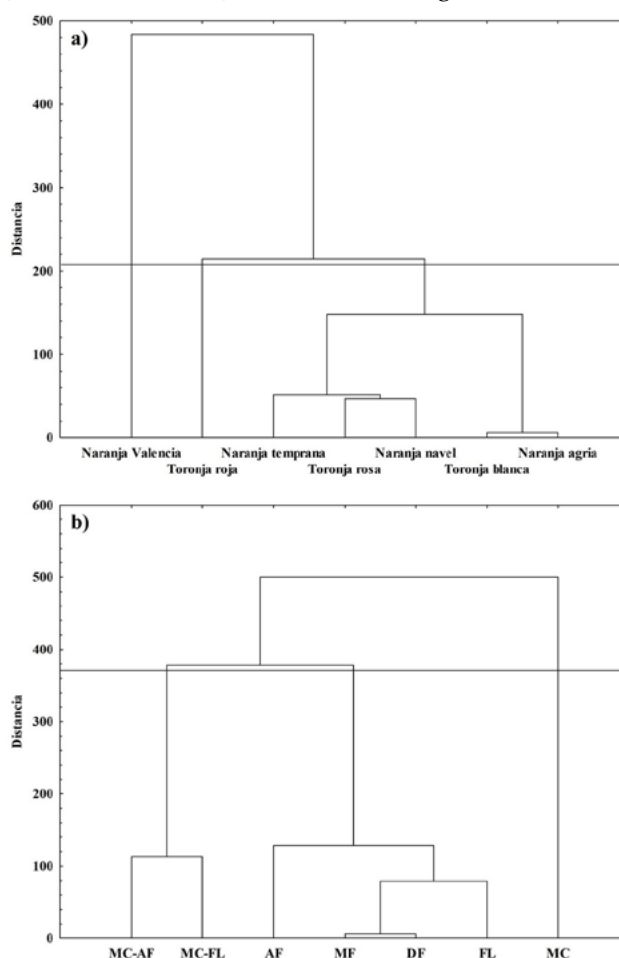 a)
500
400
300
200
100
0
Distancia
Naranja Valencia Naranja temprana Naranja navel Naranja agria
Toronja roja Toronja rosa Toronja blanca
b)
600
500
400
300
200
100
0
Distancia
MC-AF MC-FL AF MF DF FL MC